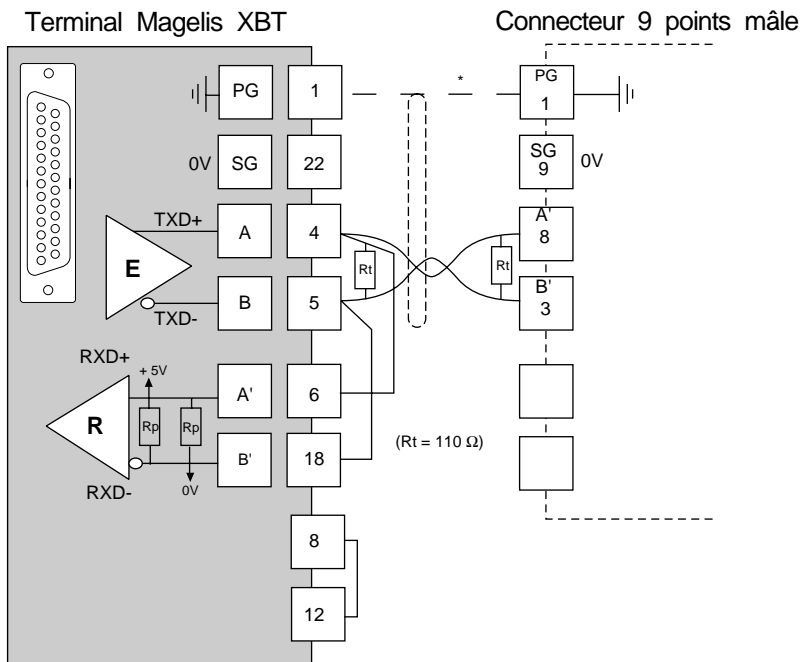 Terminal Magelis XBT
Connecteur 9 points mâle
PG
1
*
PG
1
0V
SG
22
SG
9
0V
TXD+
A
4
A'
8
E
Rt
Rt
TXD-
B
5
B'
3
RXD+
+ 5V
A'
6
R
Rp
Rp
B'
18
(Rt = 110 Ω)
RXD-
0V
8
12